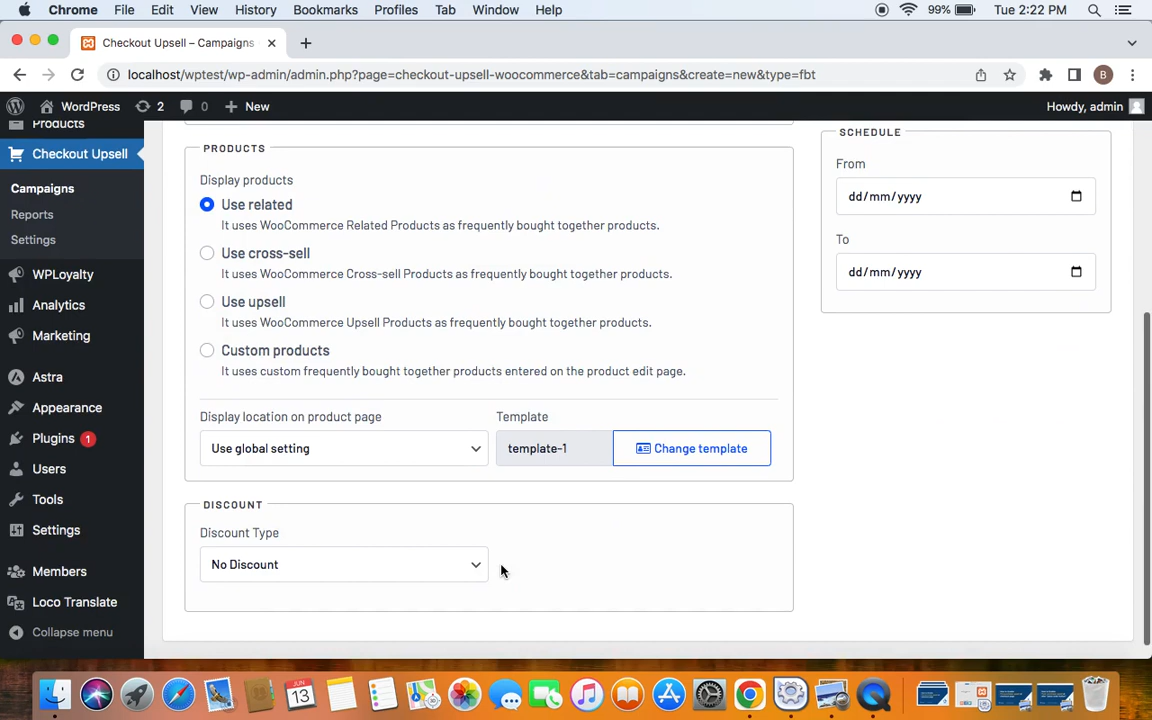 Chrome File Edit View History Bookmarks Profiles Tab Window Help 99% Tue 2:22 PM
Checkout Upsell – Campaigns
localhost/wptest/wp-admin/admin.php?page=checkout-upsell-woocommerce&tab=campaigns&create=new&type=fbt B
WordPress 2 0 New Howdy, admin
Products
Checkout Upsell
Campaigns
Reports
Settings
WPLoyalty
Analytics
Marketing
Astra
Appearance
Plugins 1
Users
Tools
Settings
Members
Loco Translate
Collapse menu
PRODUCTS
Display products
Use related
It uses WooCommerce Related Products as frequently bought together products.
Use cross-sell
It uses WooCommerce Cross-sell Products as frequently bought together products.
Use upsell
It uses WooCommerce Upsell Products as frequently bought together products.
Custom products
It uses custom frequently bought together products entered on the product edit page.
Display location on product page Template
Use global setting template-1 Change template
DISCOUNT
Discount Type
No Discount
SCHEDULE
From
dd/mm/yyyy
To
dd/mm/yyyy
JUN
13